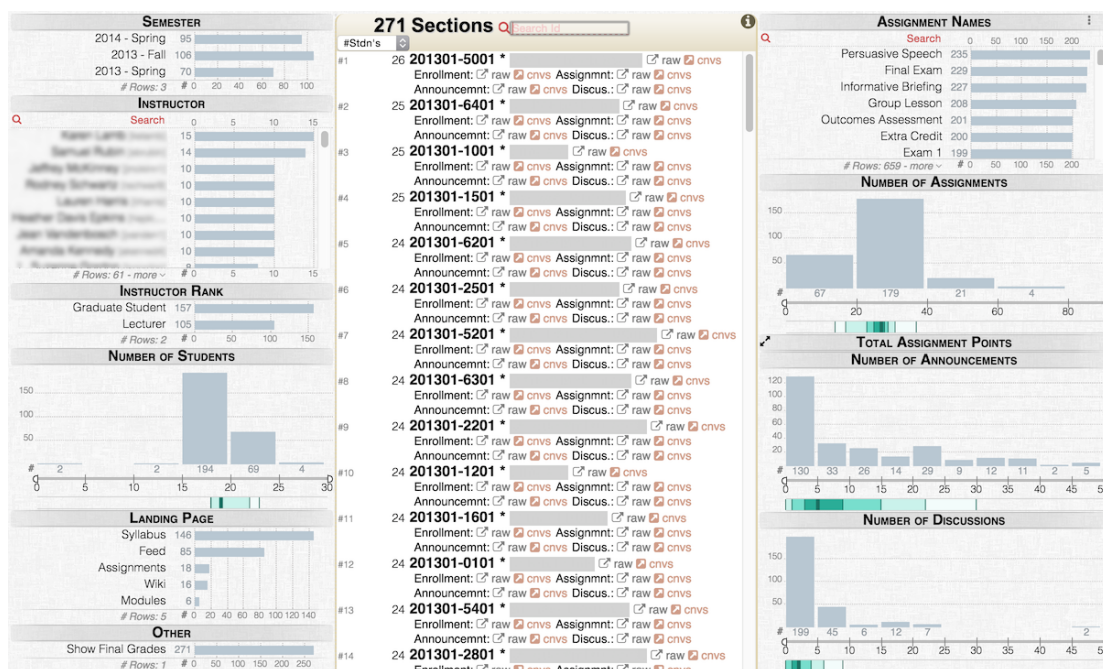 SEMESTER
2014 - Spring 95
2013 - Fall 106
2013 - Spring 70
# Rows: 3 # 0 20 40 60 80 100
INSTRUCTOR
Search 0 5 10 15
15
14
10
10
10
10
10
10
# Rows: 61 - more # 0 5 10 15
INSTRUCTOR RANK
Graduate Student 157
Lecturer 105
# Rows: 2 # 0 50 100 150
NUMBER OF STUDENTS
150
100
50
# 2 2 194 69 4
0 5 10 15 20 25 30
LANDING PAGE
Syllabus 146
Feed 85
Assignments 18
Wiki 16
Modules 6
# Rows: 5 # 0 20 40 60 80 100 120 140
OTHER
Show Final Grades 271
# Rows: 1 # 0 50 100 150 200 250
271 Sections Search Id
#Stdn's
#1 26 201301-5001 * raw cnvs
Enrollment: raw cnvs Assignmnt: raw cnvs
Announcemnt: raw cnvs Discus.: raw cnvs
#2 25 201301-6401 * raw cnvs
Enrollment: raw cnvs Assignmnt: raw cnvs
Announcemnt: raw cnvs Discus.: raw cnvs
#3 25 201301-1001 * raw cnvs
Enrollment: raw cnvs Assignmnt: raw cnvs
Announcemnt: raw cnvs Discus.: raw cnvs
#4 25 201301-1501 * raw cnvs
Enrollment: raw cnvs Assignmnt: raw cnvs
Announcemnt: raw cnvs Discus.: raw cnvs
#5 24 201301-6201 * raw cnvs
Enrollment: raw cnvs Assignmnt: raw cnvs
Announcemnt: raw cnvs Discus.: raw cnvs
#6 24 201301-2501 * raw cnvs
Enrollment: raw cnvs Assignmnt: raw cnvs
Announcemnt: raw cnvs Discus.: raw cnvs
#7 24 201301-5201 * raw cnvs
Enrollment: raw cnvs Assignmnt: raw cnvs
Announcemnt: raw cnvs Discus.: raw cnvs
#8 24 201301-6301 * raw cnvs
Enrollment: raw cnvs Assignmnt: raw cnvs
Announcemnt: raw cnvs Discus.: raw cnvs
#9 24 201301-2201 * raw cnvs
Enrollment: raw cnvs Assignmnt: raw cnvs
Announcemnt: raw cnvs Discus.: raw cnvs
#10 24 201301-1201 * raw cnvs
Enrollment: raw cnvs Assignmnt: raw cnvs
Announcemnt: raw cnvs Discus.: raw cnvs
#11 24 201301-1601 * raw cnvs
Enrollment: raw cnvs Assignmnt: raw cnvs
Announcemnt: raw cnvs Discus.: raw cnvs
#12 24 201301-0101 * raw cnvs
Enrollment: raw cnvs Assignmnt: raw cnvs
Announcemnt: raw cnvs Discus.: raw cnvs
#13 24 201301-5401 * raw cnvs
Enrollment: raw cnvs Assignmnt: raw cnvs
Announcemnt: raw cnvs Discus.: raw cnvs
#14 24 201301-2801 * raw cnvs
Enrollment: raw cnvs Assignmnt: raw cnvs
ASSIGNMENT NAMES
Search 0 50 100 150 200
Persuasive Speech 235
Final Exam 229
Informative Briefing 227
Group Lesson 208
Outcomes Assessment 201
Extra Credit 200
Exam 1 199
# Rows: 659 - more # 0 50 100 150 200
NUMBER OF ASSIGNMENTS
150
100
50
# 67 179 21 4
0 20 40 60 80
TOTAL ASSIGNMENT POINTS
NUMBER OF ANNOUNCEMENTS
120
100
80
60
40
20
# 130 33 26 14 29 9 12 11 2 5
0 5 10 15 20 25 30 35 40 45 50
NUMBER OF DISCUSSIONS
150
100
50
# 199 45 6 12 7 2
0 5 10 15 20 25 30 35 40 45 50